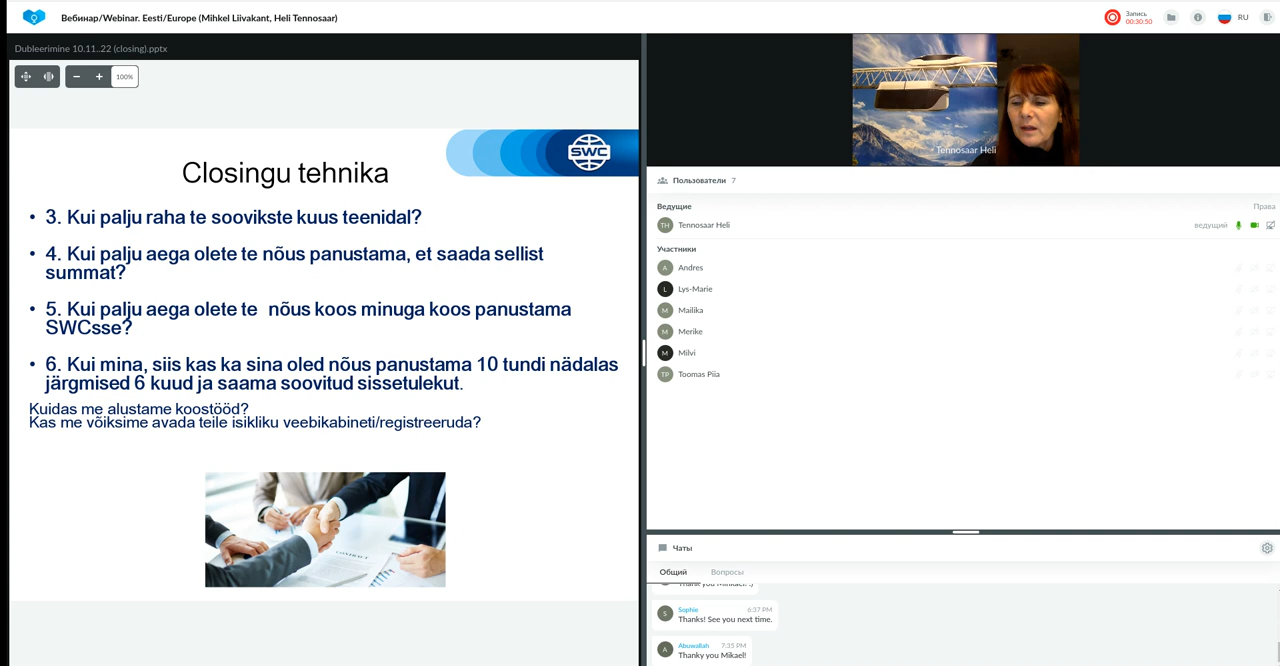 Вебинар/Webinar. Eesti/Europe (Mihkel Liivakant, Heli Tennosaar)
Запись
00:30:50
RU
Dubleerimine 10.11..22 (closing).pptx
100%
SWC
Closingu tehnika
• 3. Kui palju raha te soovikste kuus teenidal?
• 4. Kui palju aega olete te nõus panustama, et saada sellist
summat?
• 5. Kui palju aega olete te nõus koos minuga koos panustama
SWCsse?
• 6. Kui mina, siis kas ka sina oled nõus panustama 10 tundi nädalas
järgmised 6 kuud ja saama soovitud sissetulekut.
Kuidas me alustame koostööd?
Kas me võiksime avada teile isikliku veebikabineti/registreeruda?
CONTRACT
Tennosaar Heli
Пользователи 7
Ведущие
Права
TH Tennosaar Heli
ведущий
Участники
A Andres
L Lys-Marie
M Mailika
M Merike
M Milvi
TP Toomas Piia
Чаты
Общий
Вопросы
S Sophie 6:37 PM
Thanks! See you next time.
A Abuwallah 7:35 PM
Thanky you Mikael!